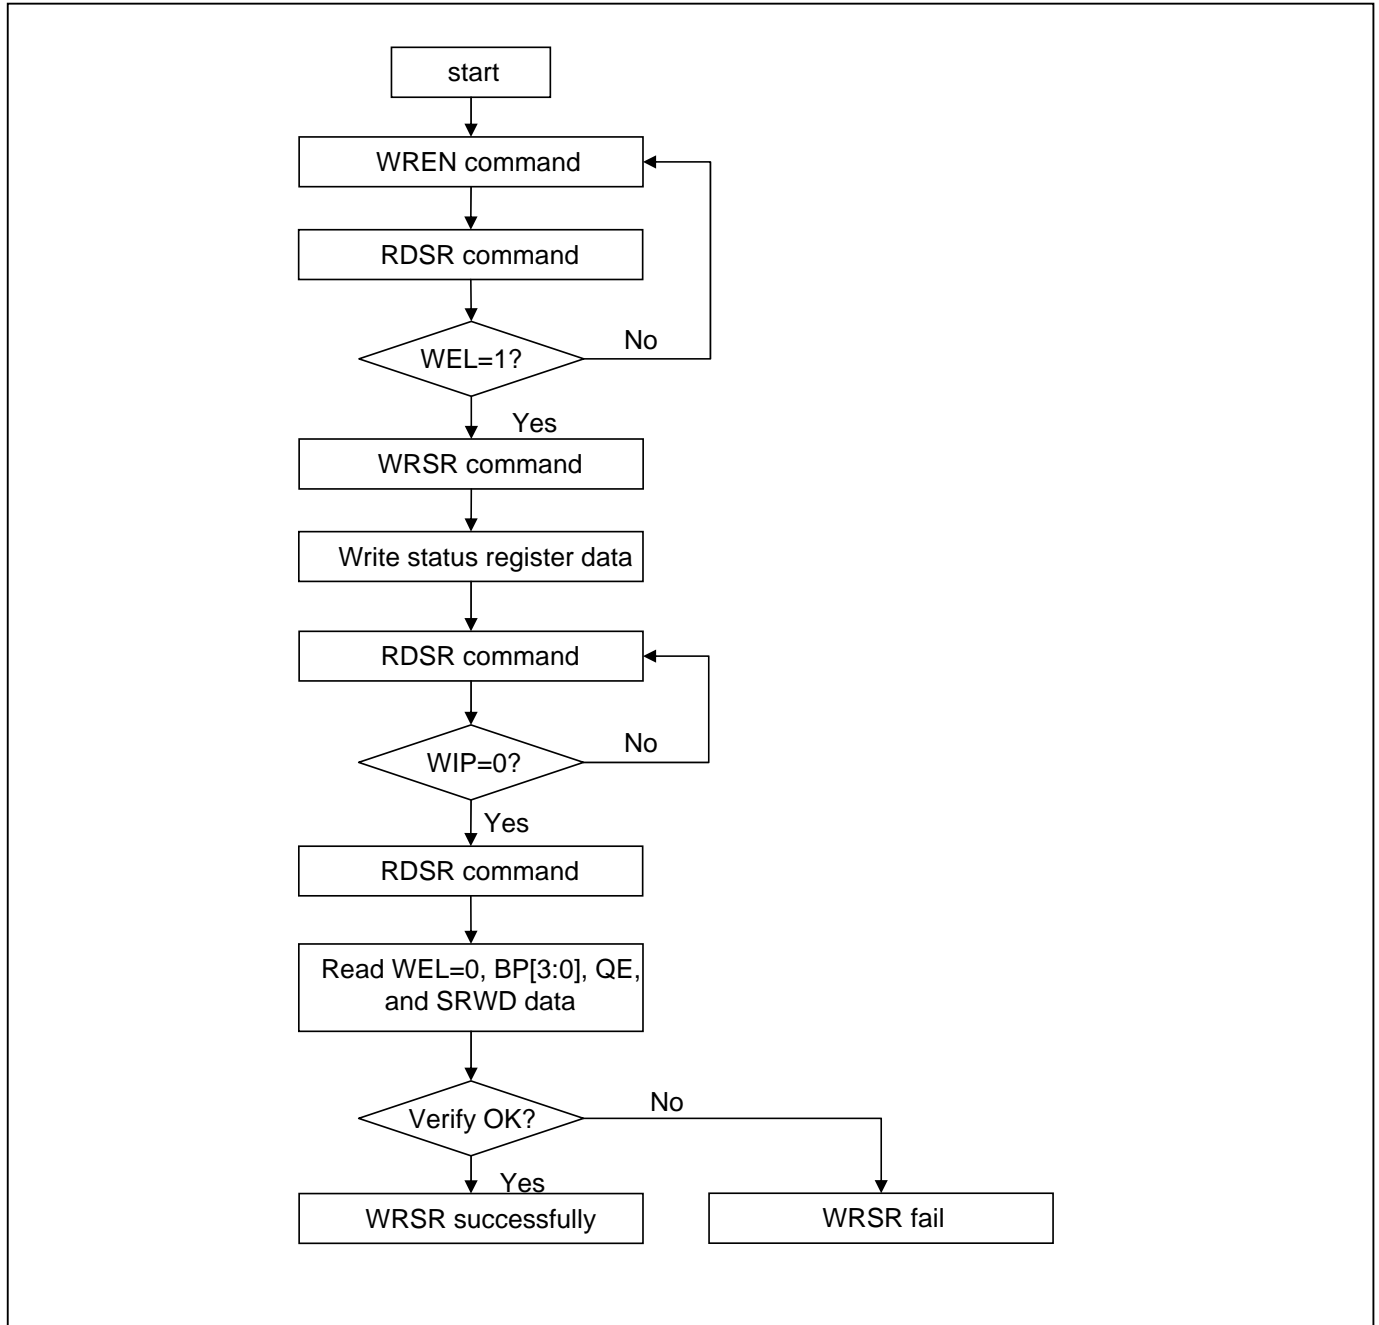 start
WREN command
RDSR command
WEL=1?
No
Yes
WRSR command
Write status register data
RDSR command
WIP=0?
No
Yes
RDSR command
Read WEL=0, BP[3:0], QE,
and SRWD data
Verify OK?
No
Yes
WRSR successfully
WRSR fail